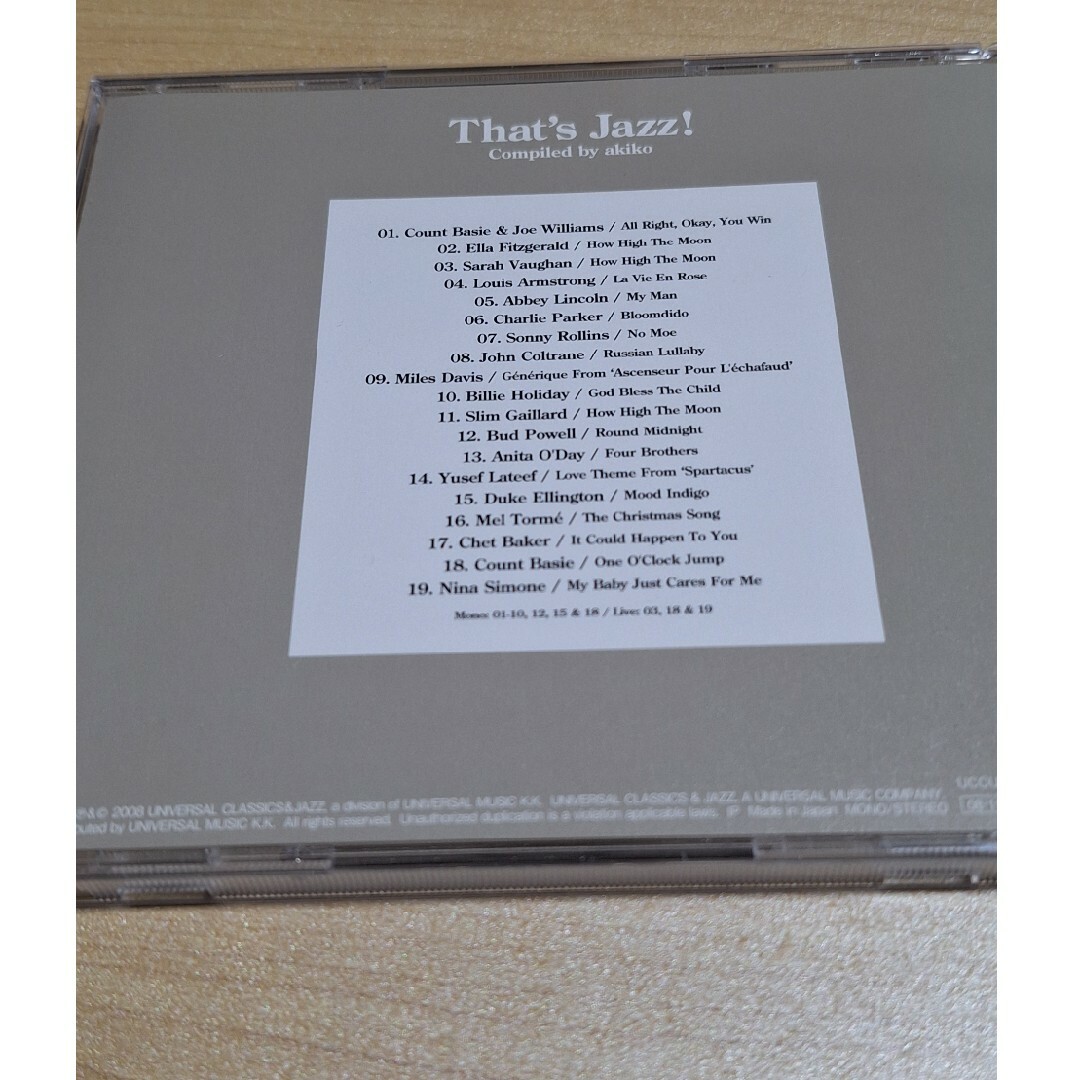 That's Jazz!
Compiled by akiko
01. Count Basie & Joe Williams / All Right, Okay, You Win
02. Ella Fitzgerald / How High The Moon
03. Sarah Vaughan / How High The Moon
04. Louis Armstrong / La Vie En Rose
05. Abbey Lincoln / My Man
06. Charlie Parker / Bloomdido
07. Sonny Rollins / No Moe
08. John Coltrane / Russian Lullaby
09. Miles Davis / Générique From ‘Ascenseur Pour L'échafaud’
10. Billie Holiday / God Bless The Child
11. Slim Gaillard / How High The Moon
12. Bud Powell / Round Midnight
13. Anita O'Day / Four Brothers
14. Yusef Lateef / Love Theme From ‘Spartacus’
15. Duke Ellington / Mood Indigo
16. Mel Tormé / The Christmas Song
17. Chet Baker / It Could Happen To You
18. Count Basie / One O'Clock Jump
19. Nina Simone / My Baby Just Cares For Me
Mono: 01-10, 12, 15 & 18 / Live: 03, 18 & 19
UCCU
© 2008 UNIVERSAL CLASSICS&JAZZ, a division of UNIVERSAL MUSIC K.K. UNIVERSAL CLASSICS & JAZZ, A UNIVERSAL MUSIC COMPANY.
buted by UNIVERSAL MUSIC K.K. All rights reserved. Unauthorized duplication is a violation applicable laws. Made in Japan MONO/STEREO